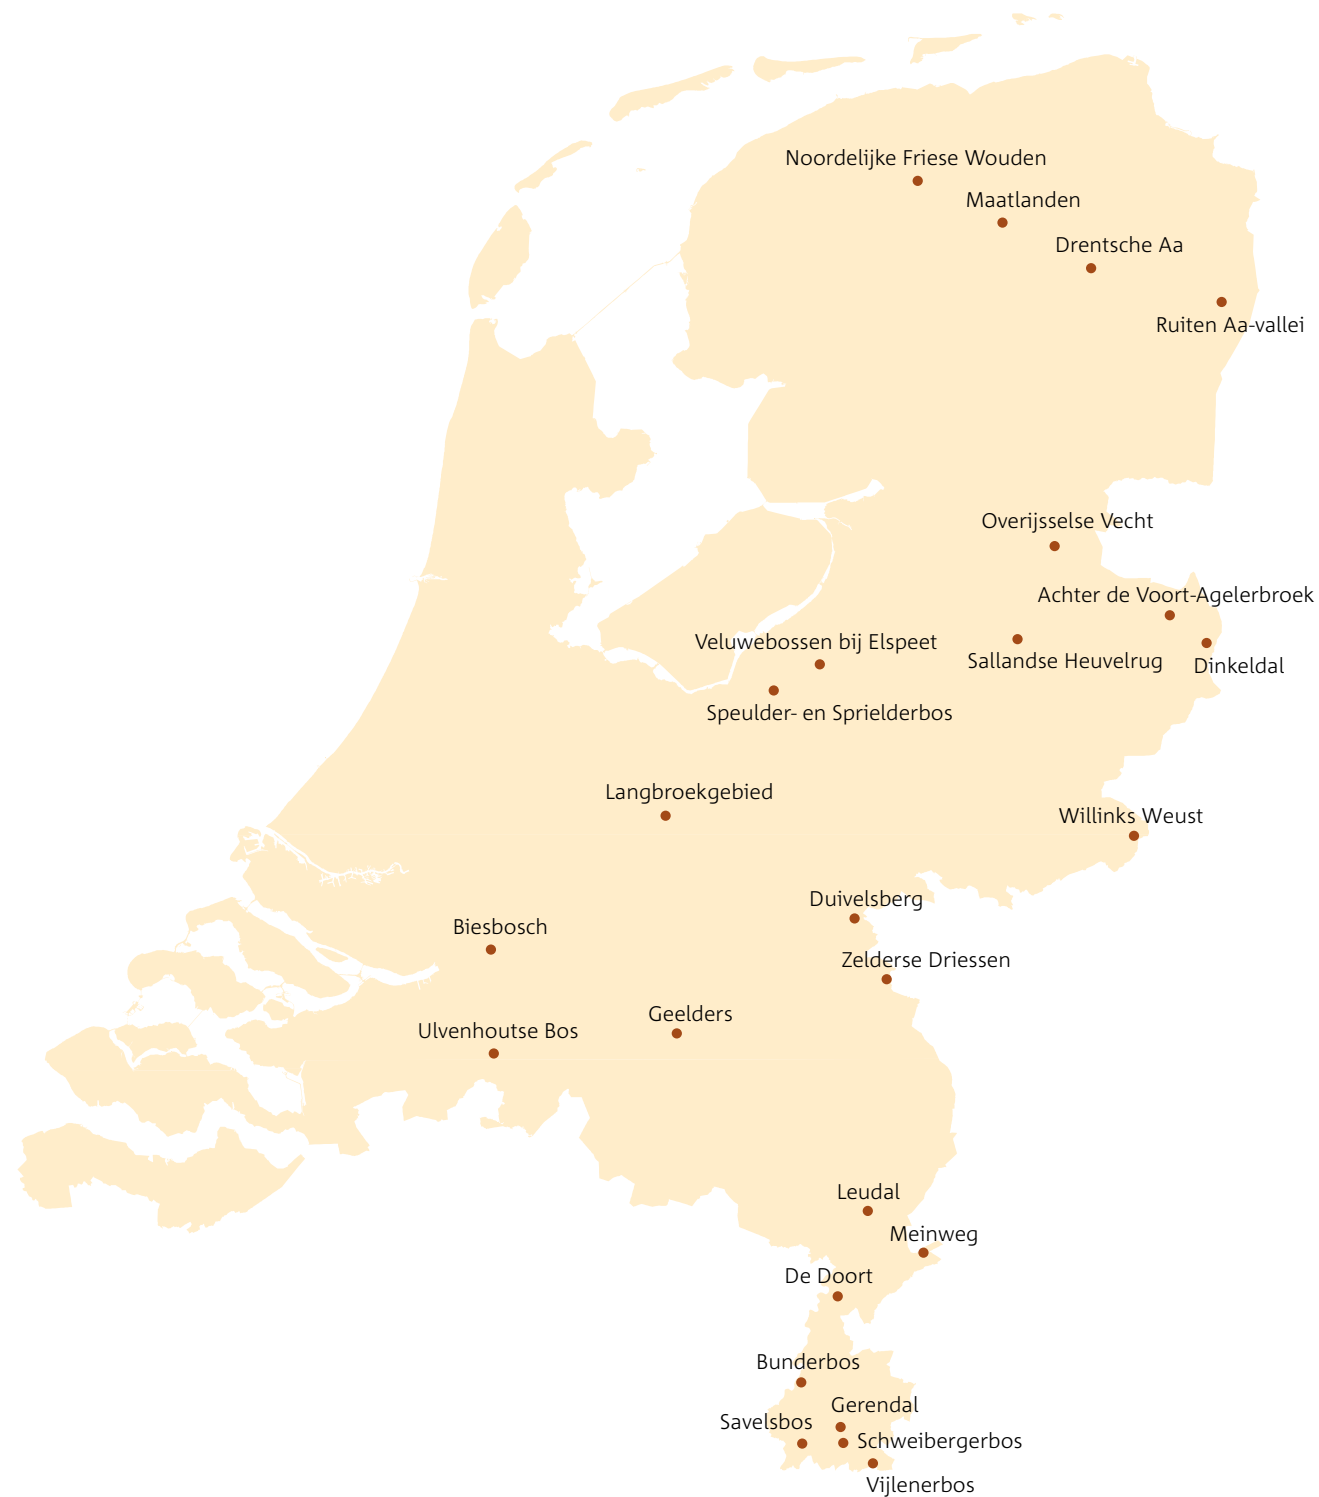 Noordelijke Friese Wouden
Maatlanden
Drentsche Aa
Ruiten Aa-vallei
Overijsselse Vecht
Achter de Voort-Agelerbroek
Veluwebossen bij Elspeet
Sallandse Heuvelrug
Dinkeldal
Speulder- en Sprielderbos
Langbroekgebied
Willinks Weust
Duivelsberg
Biesbosch
Zelderse Driessen
Geelders
Ulvenhoutse Bos
Leudal
Meinweg
De Doort
Bunderbos
Gerendal
Savelsbos
Schweibergerbos
Vijlenerbos